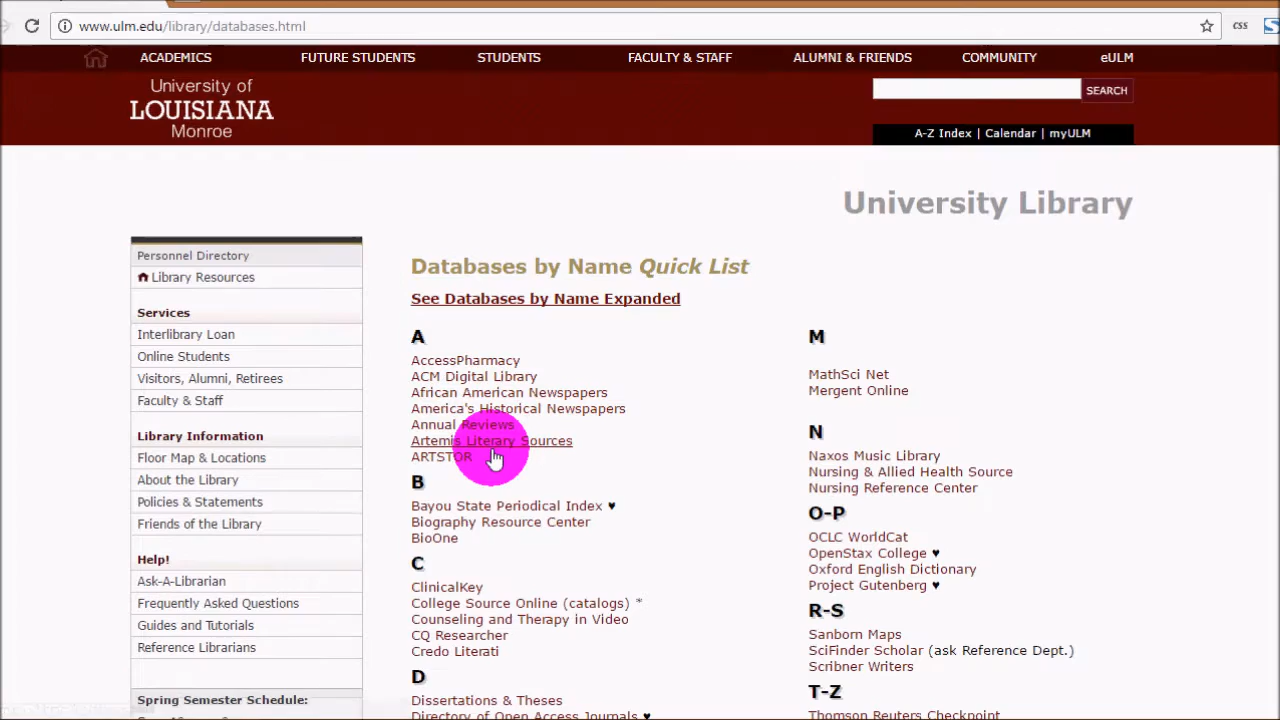 www.ulm.edu/library/databases.html
css
ACADEMICS FUTURE STUDENTS STUDENTS FACULTY & STAFF ALUMNI & FRIENDS COMMUNITY eULM
University of
LOUISIANA
Monroe
SEARCH
A-Z Index | Calendar | myULM
University Library
Personnel Directory
Library Resources
Services
Interlibrary Loan
Online Students
Visitors, Alumni, Retirees
Faculty & Staff
Library Information
Floor Map & Locations
About the Library
Policies & Statements
Friends of the Library
Help!
Ask-A-Librarian
Frequently Asked Questions
Guides and Tutorials
Reference Librarians
Spring Semester Schedule:
Databases by Name Quick List
See Databases by Name Expanded
A
AccessPharmacy
ACM Digital Library
African American Newspapers
America's Historical Newspapers
Annual Reviews
Artemis Literary Sources
ARTSTOR
B
Bayou State Periodical Index ♥
Biography Resource Center
BioOne
C
ClinicalKey
College Source Online (catalogs) *
Counseling and Therapy in Video
CQ Researcher
Credo Literati
D
Dissertations & Theses
Directory of Open Access Journals ♥
M
MathSci Net
Mergent Online
N
Naxos Music Library
Nursing & Allied Health Source
Nursing Reference Center
O-P
OCLC WorldCat
OpenStax College ♥
Oxford English Dictionary
Project Gutenberg ♥
R-S
Sanborn Maps
SciFinder Scholar (ask Reference Dept.)
Scribner Writers
T-Z
Thomson Reuters Checkpoint